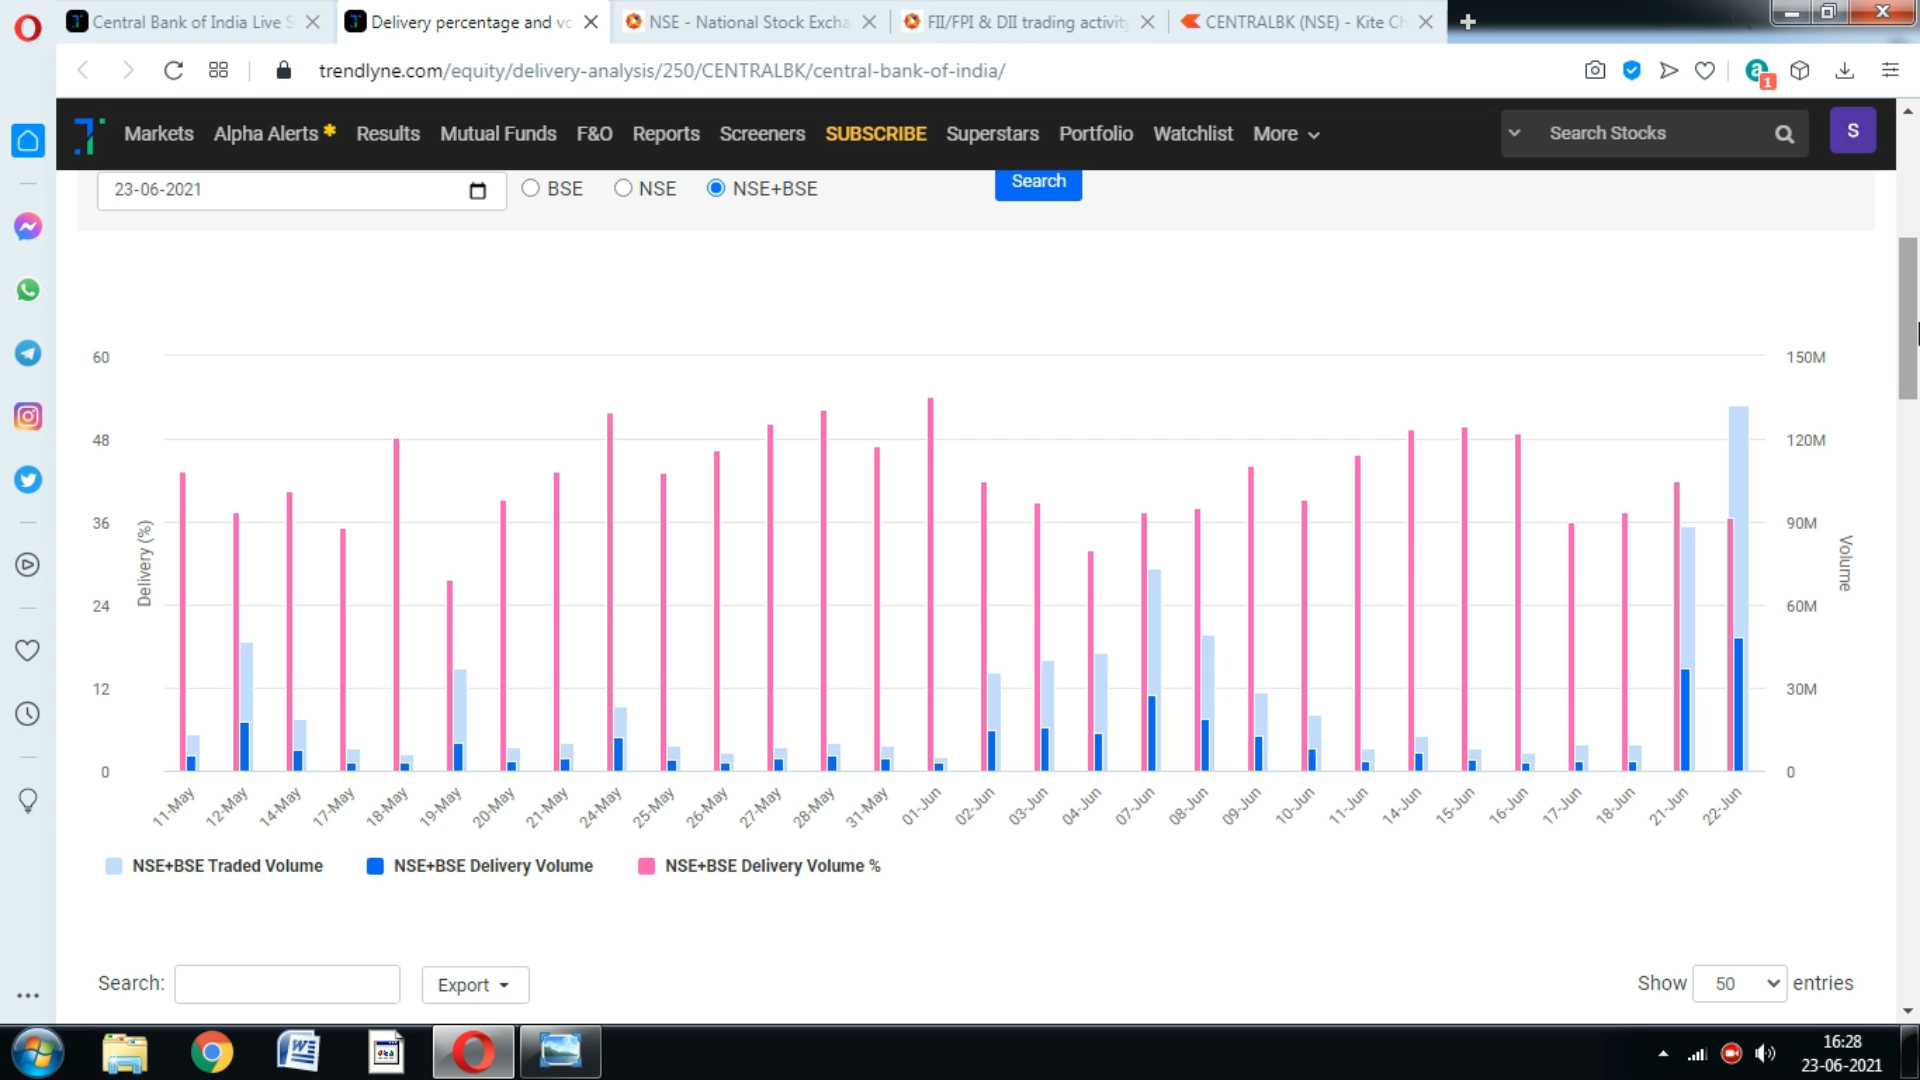 Central Bank of India Live S
Delivery percentage and vo
NSE - National Stock Excha
FII/FPI & DII trading activity
CENTRALBK (NSE) - Kite Ch
trendlyne.com/equity/delivery-analysis/250/CENTRALBK/central-bank-of-india/
1
Markets Alpha Alerts Results Mutual Funds F&O Reports Screeners SUBSCRIBE Superstars Portfolio Watchlist More
Search Stocks
S
23-06-2021
BSE NSE NSE+BSE
Search
60 150M
48 120M
36 90M
24 60M
12 30M
0 0
Delivery (%)
Volume
11-May 12-May 14-May 17-May 18-May 19-May 20-May 21-May 24-May 25-May 26-May 27-May 28-May 31-May 01-Jun 02-Jun 03-Jun 04-Jun 07-Jun 08-Jun 09-Jun 10-Jun 11-Jun 14-Jun 15-Jun 16-Jun 17-Jun 18-Jun 21-Jun 22-Jun
NSE+BSE Traded Volume NSE+BSE Delivery Volume NSE+BSE Delivery Volume %
Search: Export Show 50 entries
16:28
23-06-2021